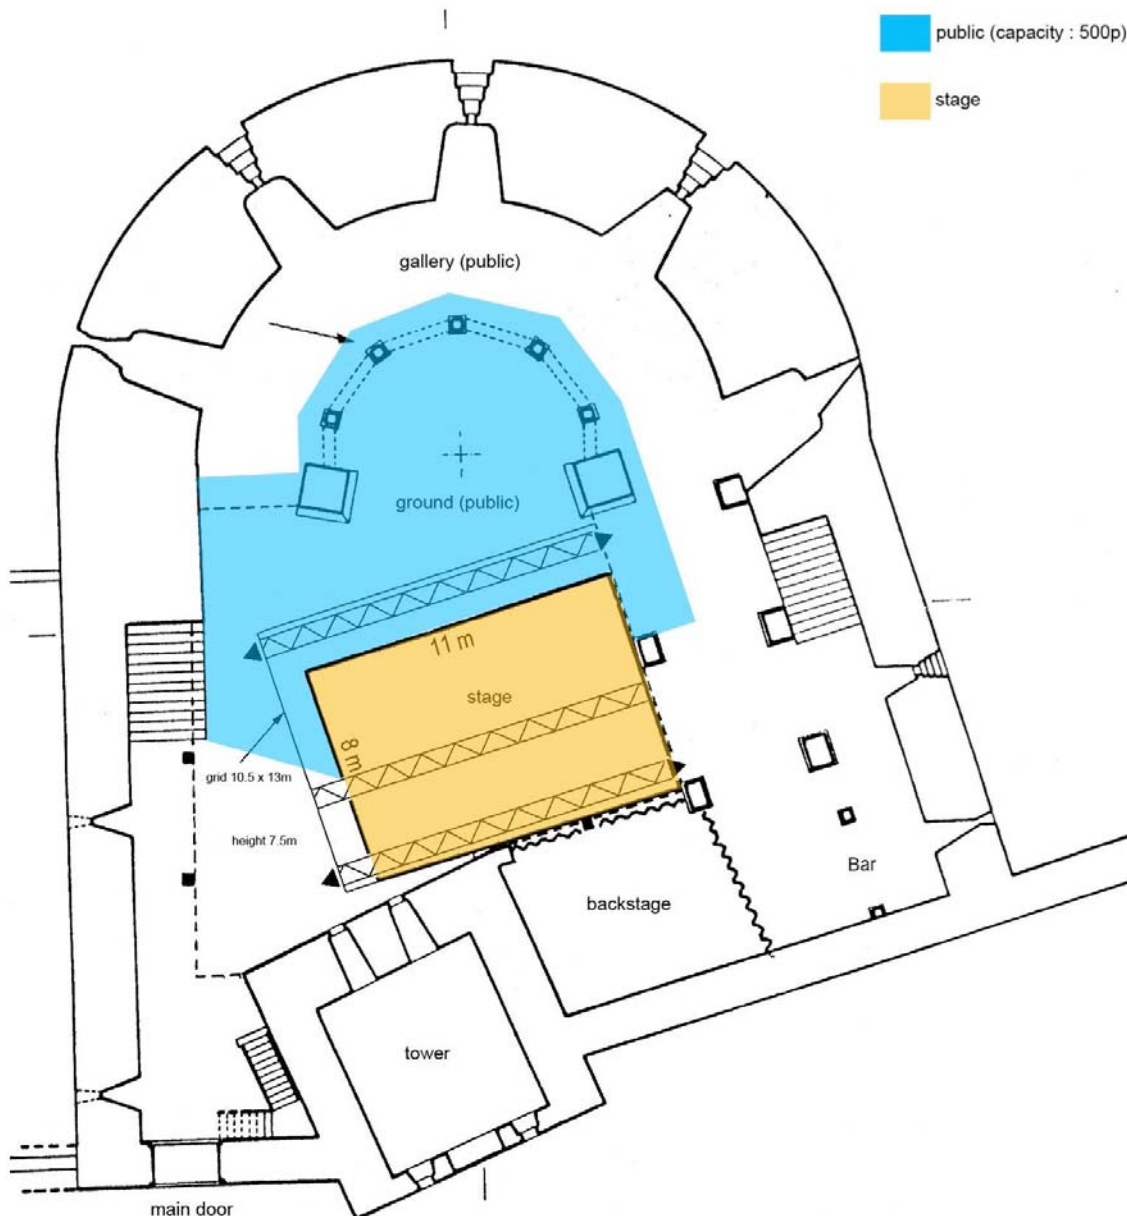 public (capacity : 500p)
stage
gallery (public)
ground (public)
11 m
stage
8 m
grid 10.5 x 13m
height 7.5m
Bar
backstage
tower
main door